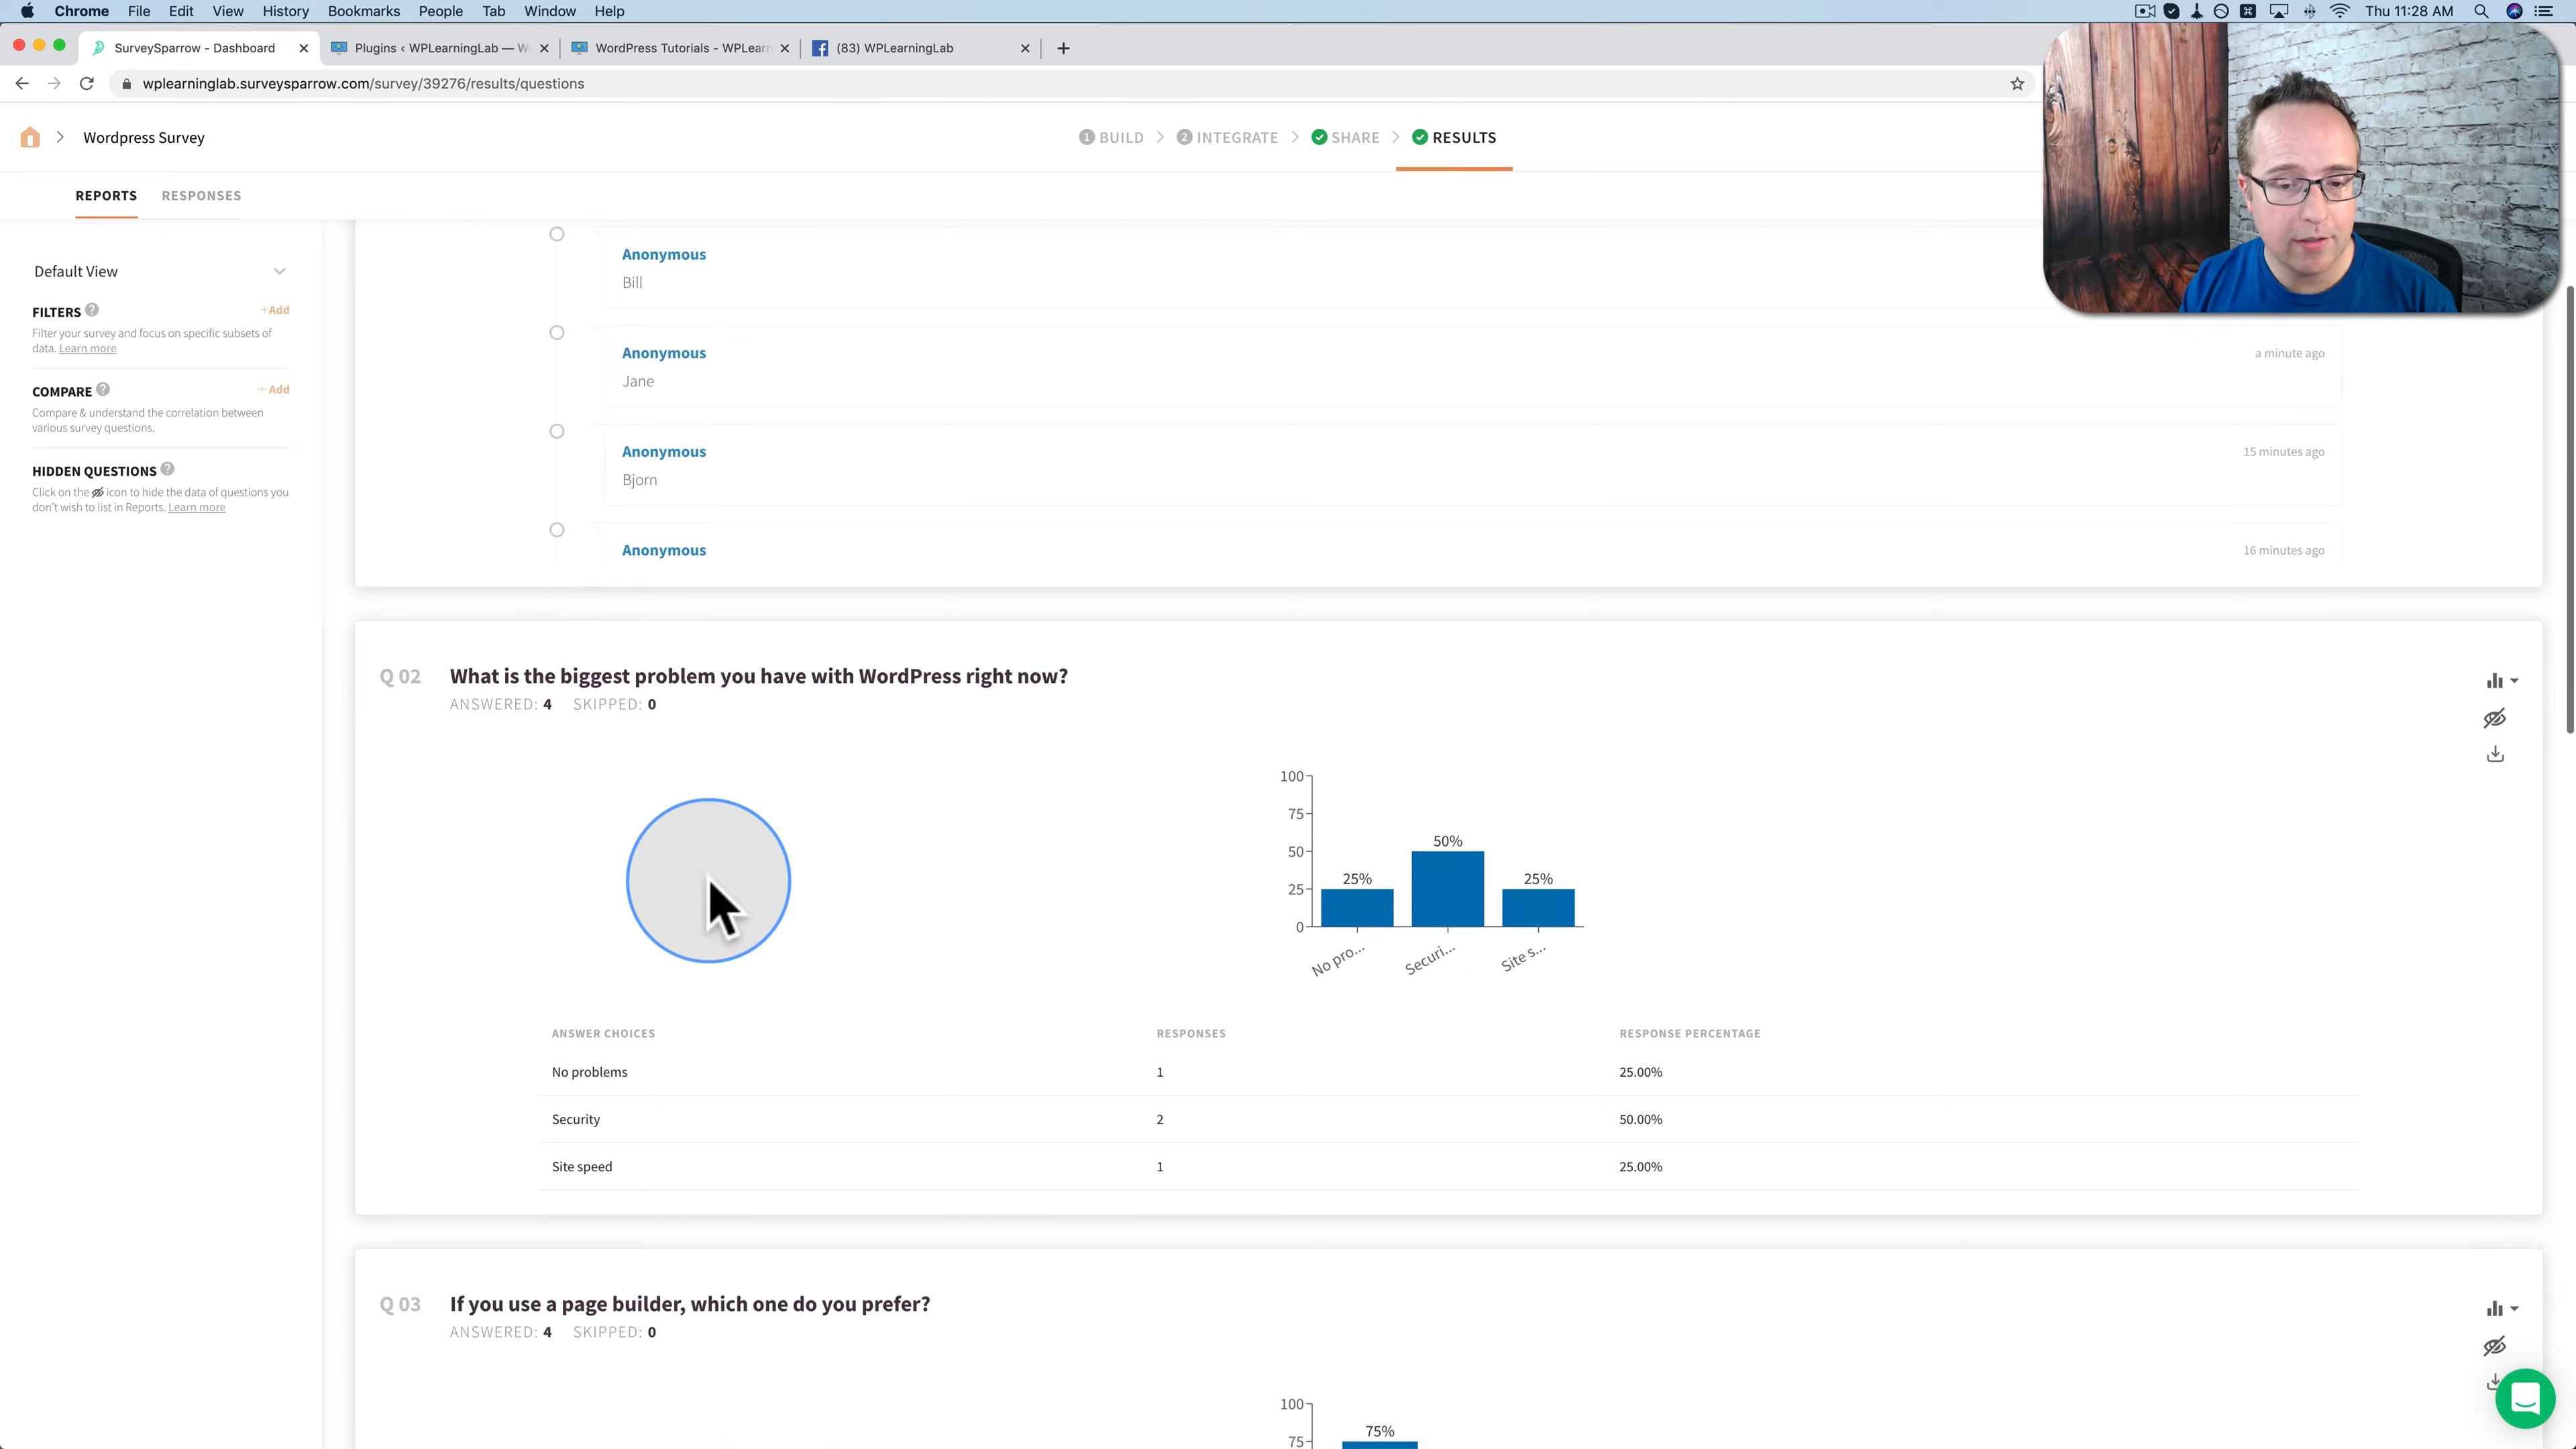 Chrome File Edit View History Bookmarks People Tab Window Help
Thu 11:28 AM
SurveySparrow - Dashboard
Plugins ‹ WPLearningLab — W
WordPress Tutorials - WPLear
(83) WPLearningLab
wplearninglab.surveysparrow.com/survey/39276/results/questions
Wordpress Survey
1 BUILD
2 INTEGRATE
SHARE
RESULTS
REPORTS
RESPONSES
Default View
FILTERS ?
+Add
Filter your survey and focus on specific subsets of
data. Learn more
COMPARE ?
+ Add
Compare & understand the correlation between
various survey questions.
HIDDEN QUESTIONS ?
Click on the icon to hide the data of questions you
don't wish to list in Reports. Learn more
Anonymous
Bill
Anonymous
a minute ago
Jane
Anonymous
15 minutes ago
Bjorn
Anonymous
16 minutes ago
Q 02 What is the biggest problem you have with WordPress right now?
ANSWERED: 4 SKIPPED: 0
100
75
50
25
0
25%
50%
25%
No pro...
Securi...
Site s...
ANSWER CHOICES RESPONSES RESPONSE PERCENTAGE
No problems 1 25.00%
Security 2 50.00%
Site speed 1 25.00%
Q 03 If you use a page builder, which one do you prefer?
ANSWERED: 4 SKIPPED: 0
100
75
75%